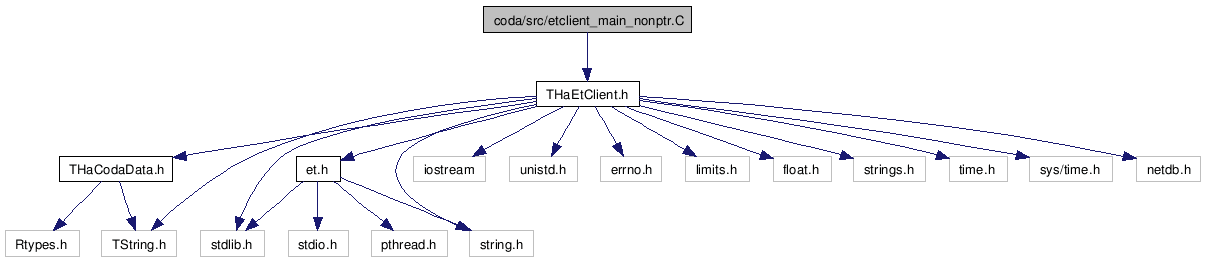 coda/src/etclient_main_nonptr.C
THaEtClient.h
THaCodaData.h
et.h
iostream
unistd.h
errno.h
limits.h
float.h
strings.h
time.h
sys/time.h
netdb.h
Rtypes.h
TString.h
stdlib.h
stdio.h
pthread.h
string.h